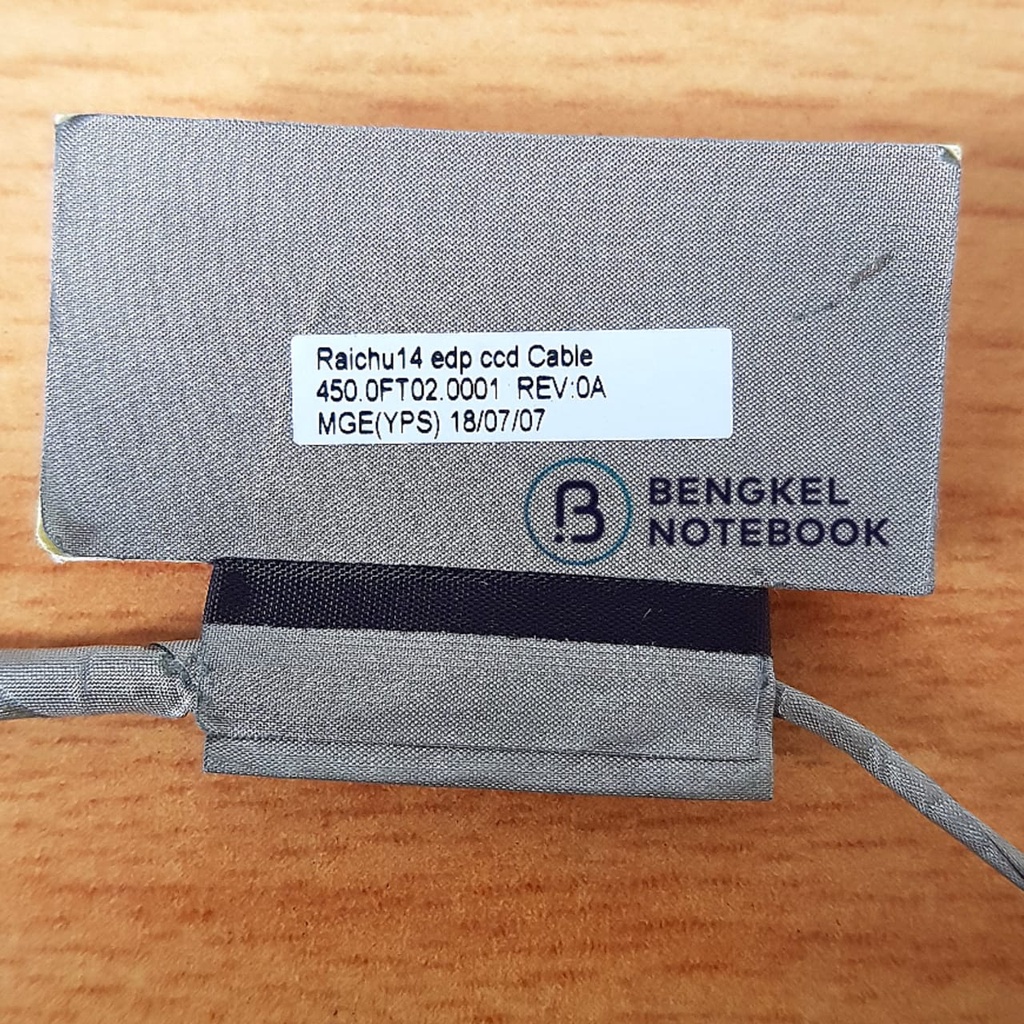 Raichu14 edp ccd Cable
450.0FT02.0001 REV:0A
MGE(YPS) 18/07/07
BENGKEL
NOTEBOOK